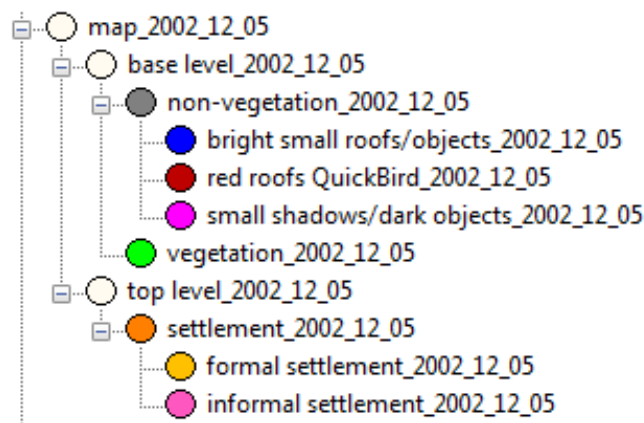 map_2002_12_05
base level_2002_12_05
non-vegetation_2002_12_05
bright small roofs/objects_2002_12_05
red roofs QuickBird_2002_12_05
small shadows/dark objects_2002_12_05
vegetation_2002_12_05
top level_2002_12_05
settlement_2002_12_05
formal settlement_2002_12_05
informal settlement_2002_12_05